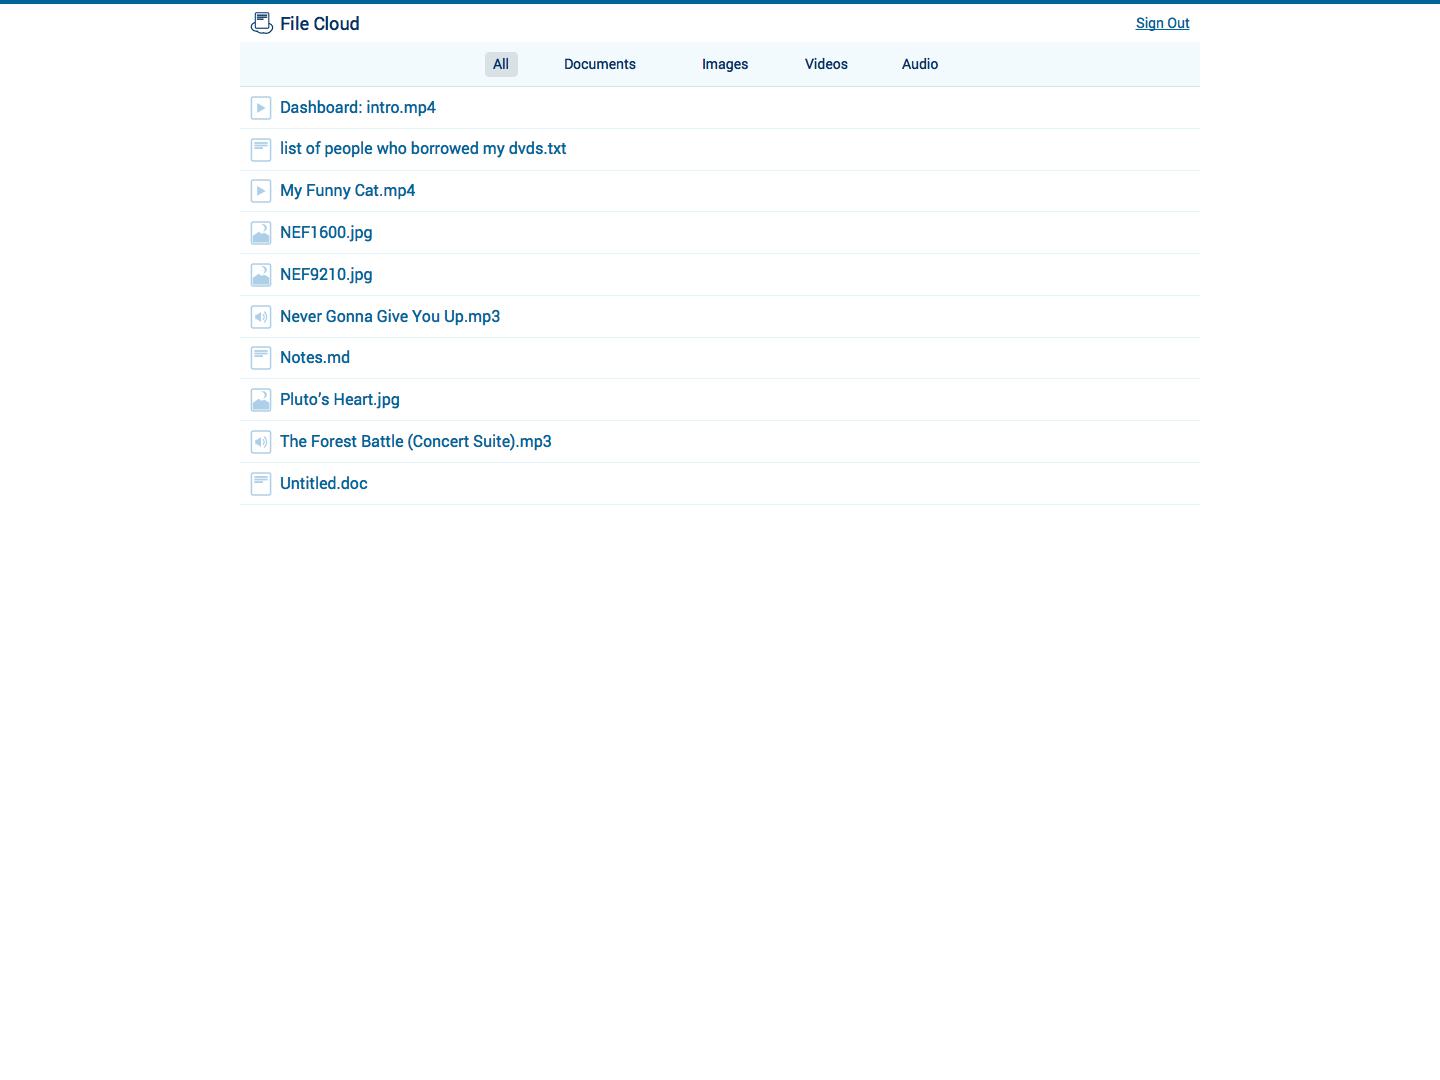 File Cloud
Sign Out
All Documents Images Videos Audio
Dashboard: intro.mp4
list of people who borrowed my dvds.txt
My Funny Cat.mp4
NEF1600.jpg
NEF9210.jpg
Never Gonna Give You Up.mp3
Notes.md
Pluto’s Heart.jpg
The Forest Battle (Concert Suite).mp3
Untitled.doc